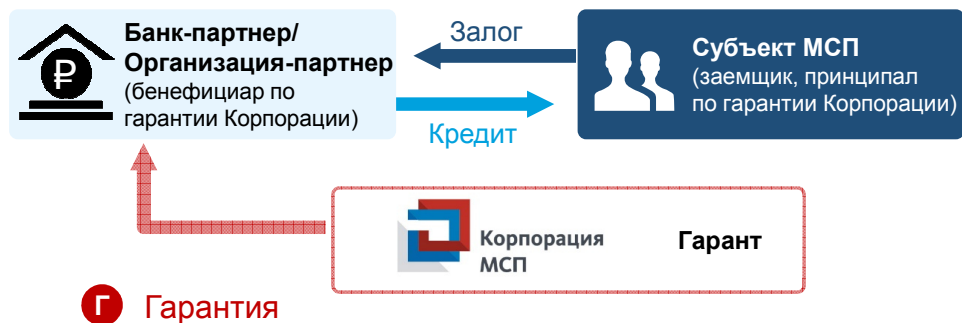 Банк-партнер/
Организация-партнер
(бенефициар по
гарантии Корпорации)
Залог
Кредит
Субъект МСП
(заемщик, принципал
по гарантии Корпорации)
Корпорация
МСП
Гарант
Г Гарантия